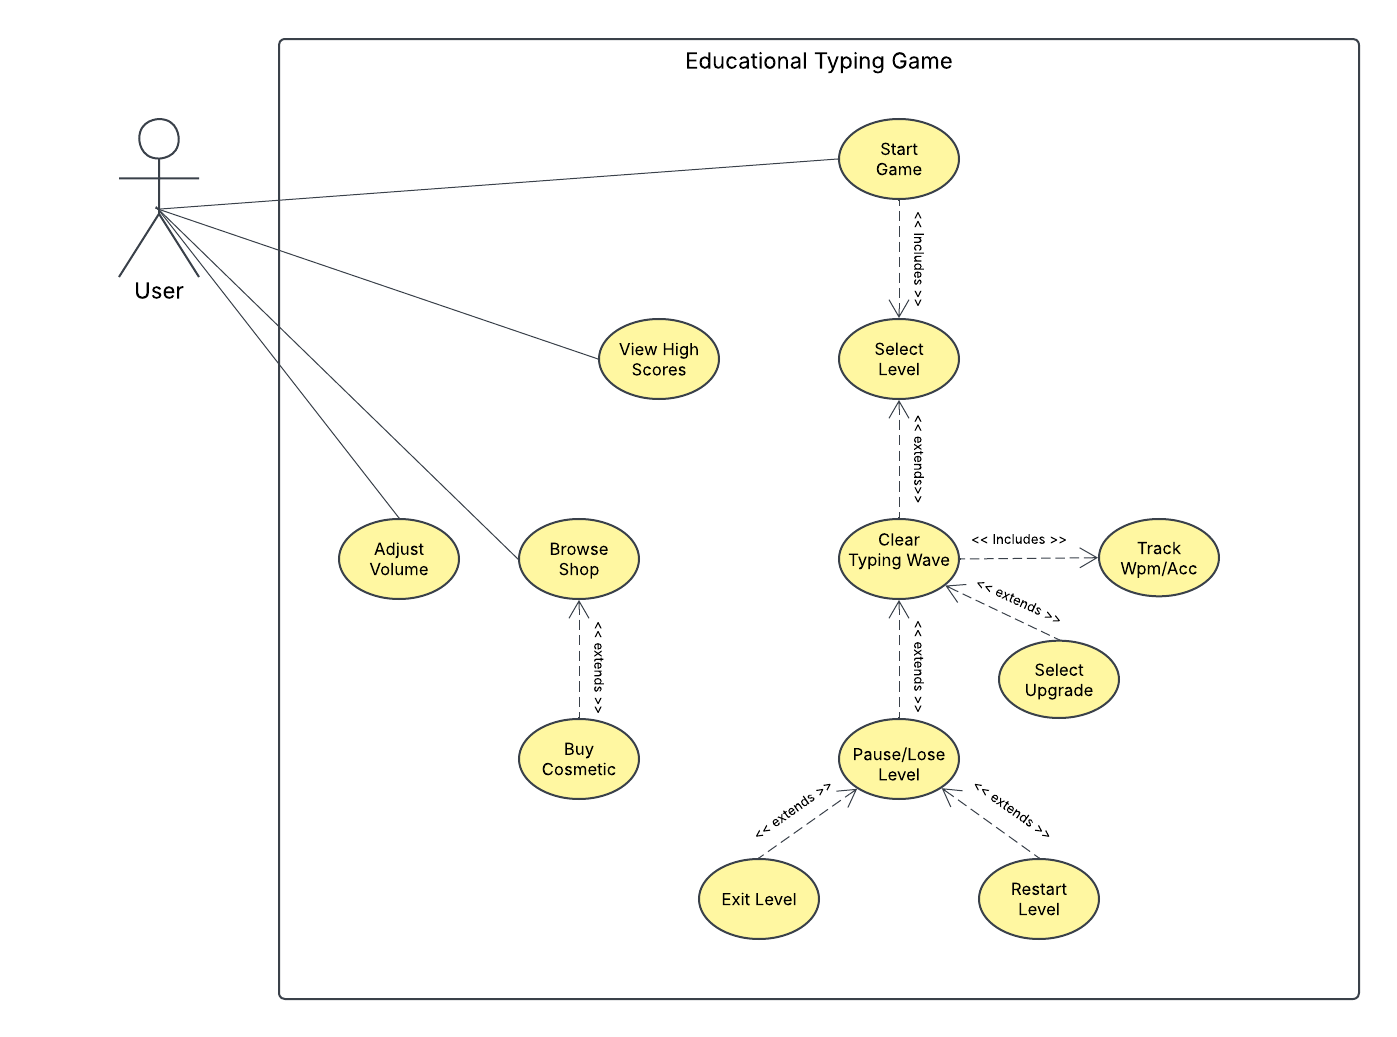 Educational Typing Game
User
Start
Game
<< Includes >>
View High
Scores
Select
Level
<< extends>>
Adjust
Volume
Browse
Shop
Clear
Typing Wave
<< Includes >>
Track
Wpm/Acc
<< extends >>
<< extends >>
<< extends >>
Select
Upgrade
Buy
Cosmetic
Pause/Lose
Level
<< extends >>
<< extends >>
Exit Level
Restart
Level